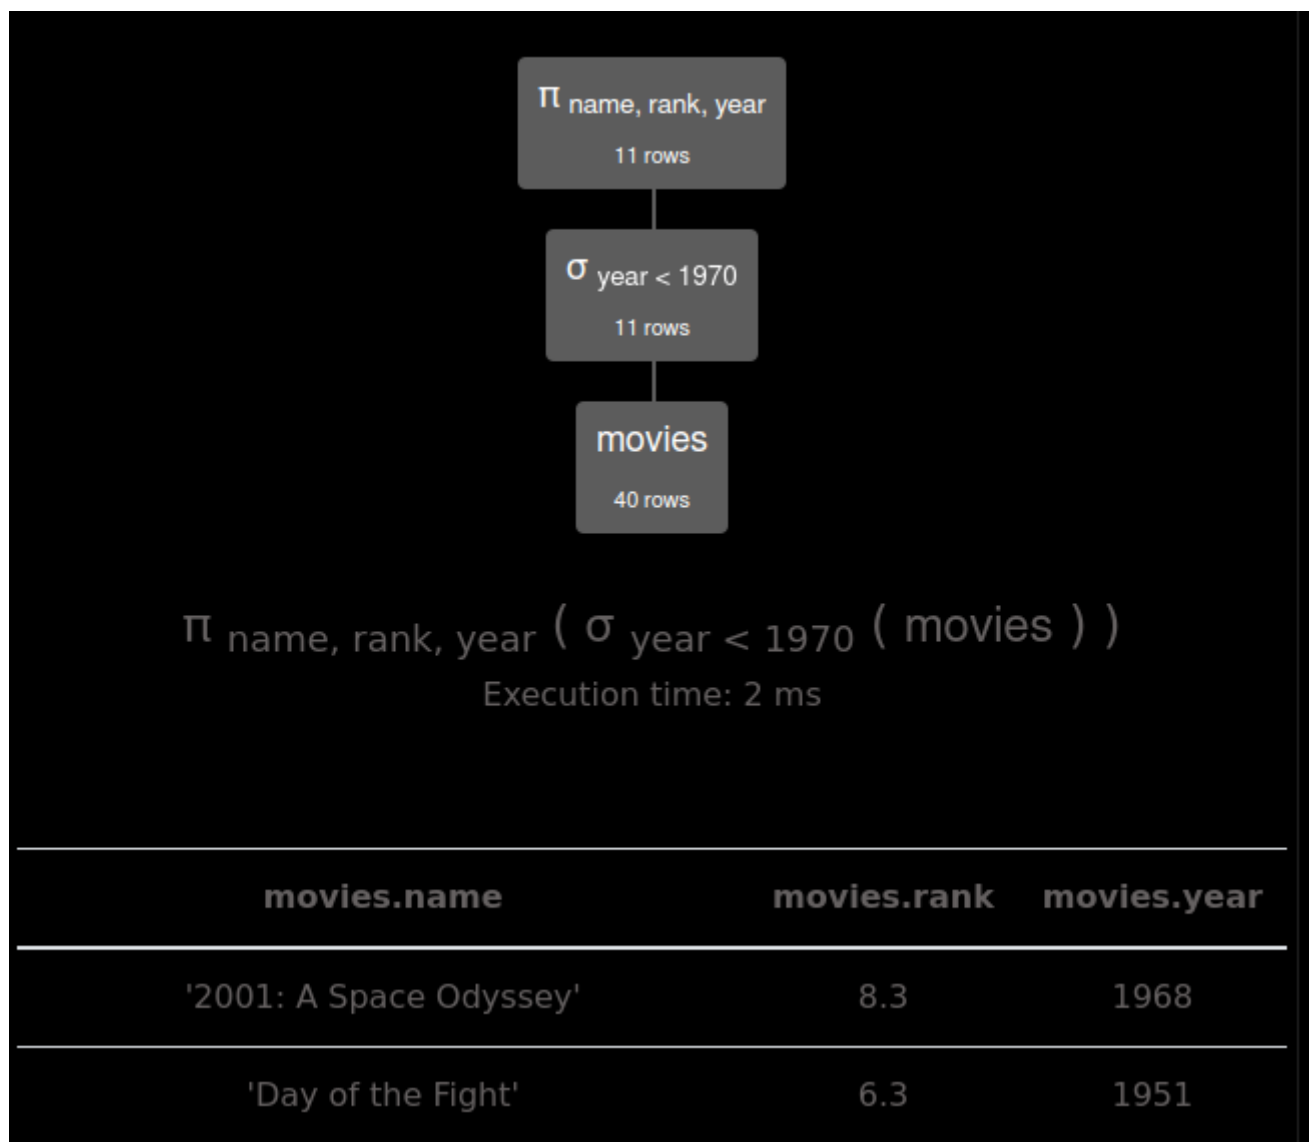 π name, rank, year
11 rows
σ year < 1970
11 rows
movies
40 rows
π name, rank, year ( σ year < 1970 ( movies ) )
Execution time: 2 ms
movies.name movies.rank movies.year
'2001: A Space Odyssey' 8.3 1968
'Day of the Fight' 6.3 1951